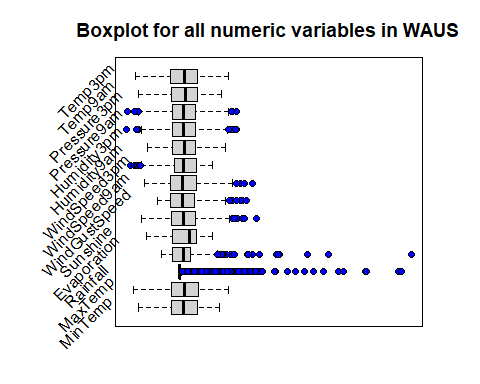 Boxplot for all numeric variables in WAUS
Temp3pm
Temp9am
Pressure3pm
Pressure9am
Humidity3pm
Humidity9am
WindSpeed3pm
WindSpeed9am
WindGustSpeed
Sunshine
Evaporation
Rainfall
MaxTemp
MinTemp